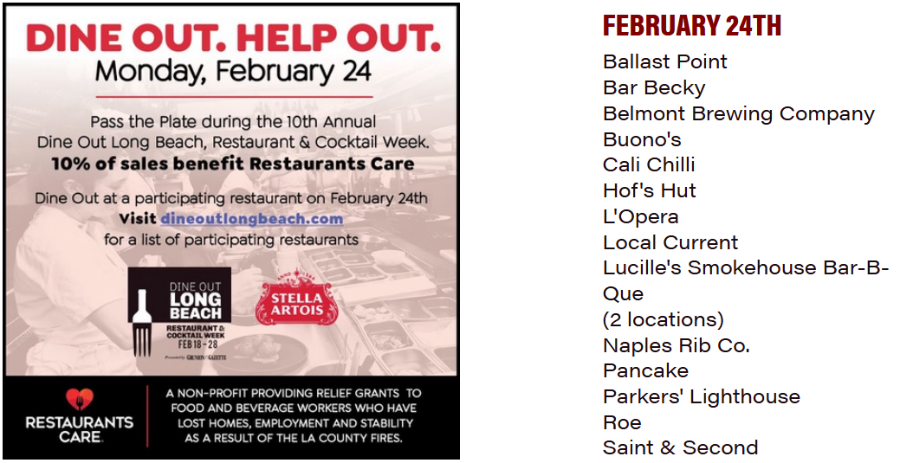 DINE OUT. HELP OUT.
Monday, February 24
Pass the Plate during the 10th Annual
Dine Out Long Beach, Restaurant & Cocktail Week.
10% of sales benefit Restaurants Care
Dine Out at a participating restaurant on February 24th
Visit dineoutlongbeach.com
for a list of participating restaurants
DINE OUT
LONG
BEACH
RESTAURANT &
COCKTAIL WEEK
FEB 18-28
STELLA
ARTOIS
RESTAURANTS
CARE
A NON-PROFIT PROVIDING RELIEF GRANTS TO
FOOD AND BEVERAGE WORKERS WHO HAVE
LOST HOMES, EMPLOYMENT AND STABILITY
AS A RESULT OF THE LA COUNTY FIRES.
FEBRUARY 24TH
Ballast Point
Bar Becky
Belmont Brewing Company
Buono's
Cali Chilli
Hof's Hut
L'Opera
Local Current
Lucille's Smokehouse Bar-B-
Que
(2 locations)
Naples Rib Co.
Pancake
Parkers' Lighthouse
Roe
Saint & Second